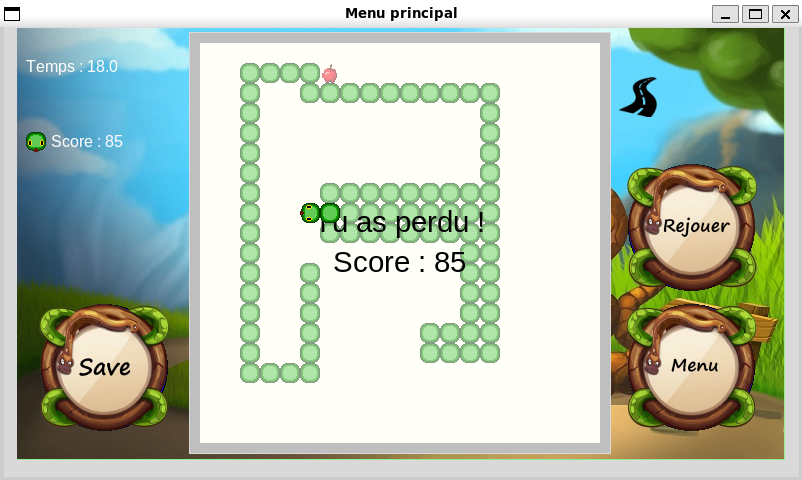 Menu principal
Temps : 18.0
Score : 85
Tu as perdu !
Score : 85
Rejouer
Save
Menu